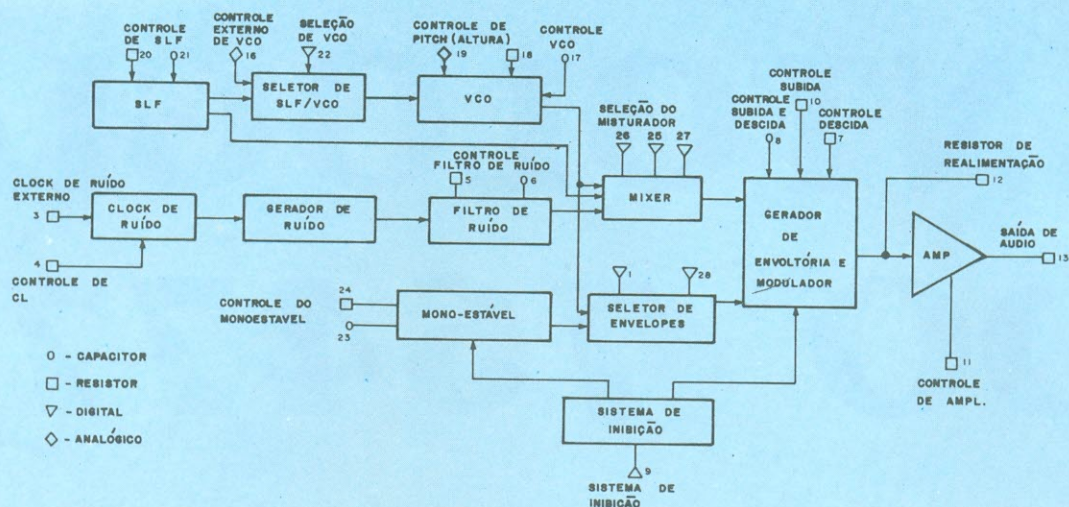 CONTROLE
DE SLF
20
21
CONTROLE
EXTERNO
DE VCO
16
SELEÇÃO
DE VCO
22
CONTROLE DE
PITCH (ALTURA)
19
18
CONTROLE
VCO
17
SLF
SELETOR DE
SLF/VCO
VCO
SELEÇÃO DO
MISTURADOR
26 25 27
CONTROLE
SUBIDA
10
CONTROLE
SUBIDA E
DESCIDA
8
CONTROLE
DESCIDA
7
RESISTOR DE
REALIMENTAÇÃO
12
CONTROLE
FILTRO DE RUÍDO
5
6
CLOCK DE RUÍDO
EXTERNO
3
CLOCK DE
RUÍDO
GERADOR DE
RUÍDO
FILTRO DE
RUÍDO
MIXER
GERADOR
DE
ENVOLTÓRIA E
MODULADOR
AMP
SAÍDA DE
AUDIO
13
4
CONTROLE DE
CL
24
CONTROLE DO
MONOESTAVEL
23
MONO-ESTÁVEL
1
28
SELETOR DE
ENVELOPES
11
CONTROLE
DE AMPL.
O - CAPACITOR
□ - RESISTOR
▽ - DIGITAL
◇ - ANALÓGICO
SISTEMA DE
INIBIÇÃO
9
SISTEMA DE
INIBIÇÃO